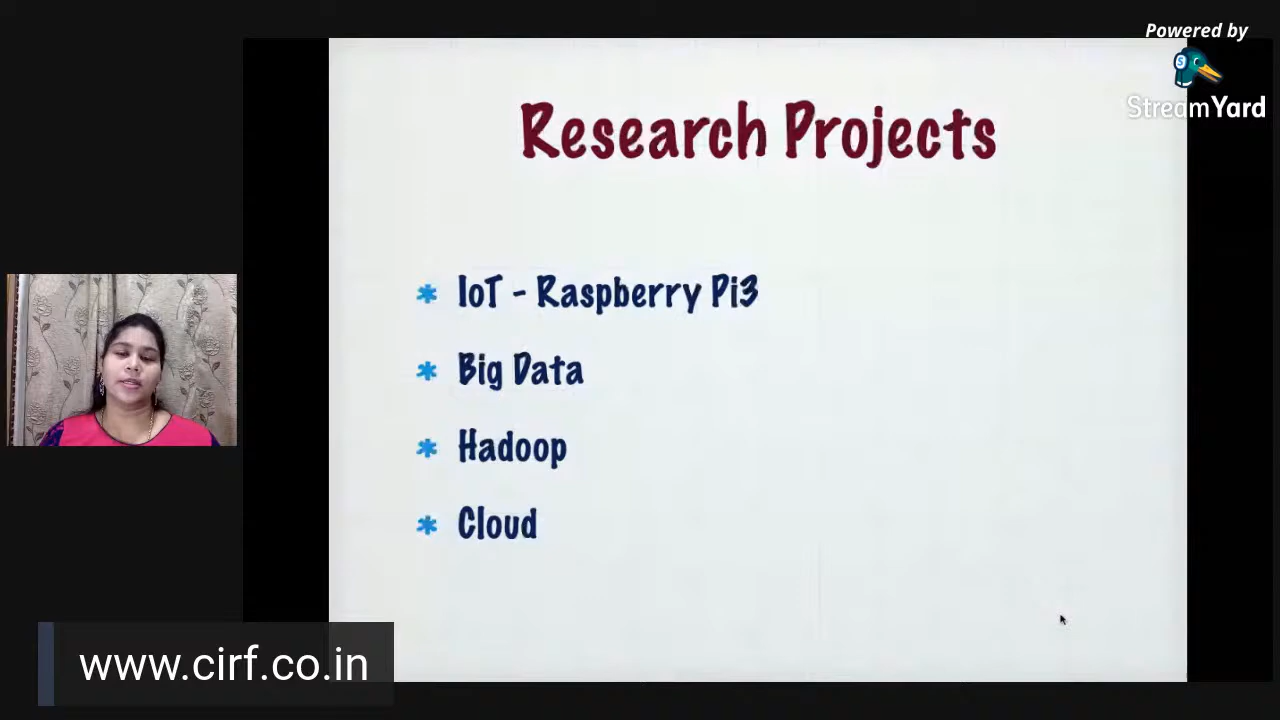 Powered by
StreamYard
Research Projects
* IoT - Raspberry Pi3
* Big Data
* Hadoop
* Cloud
www.cirf.co.in